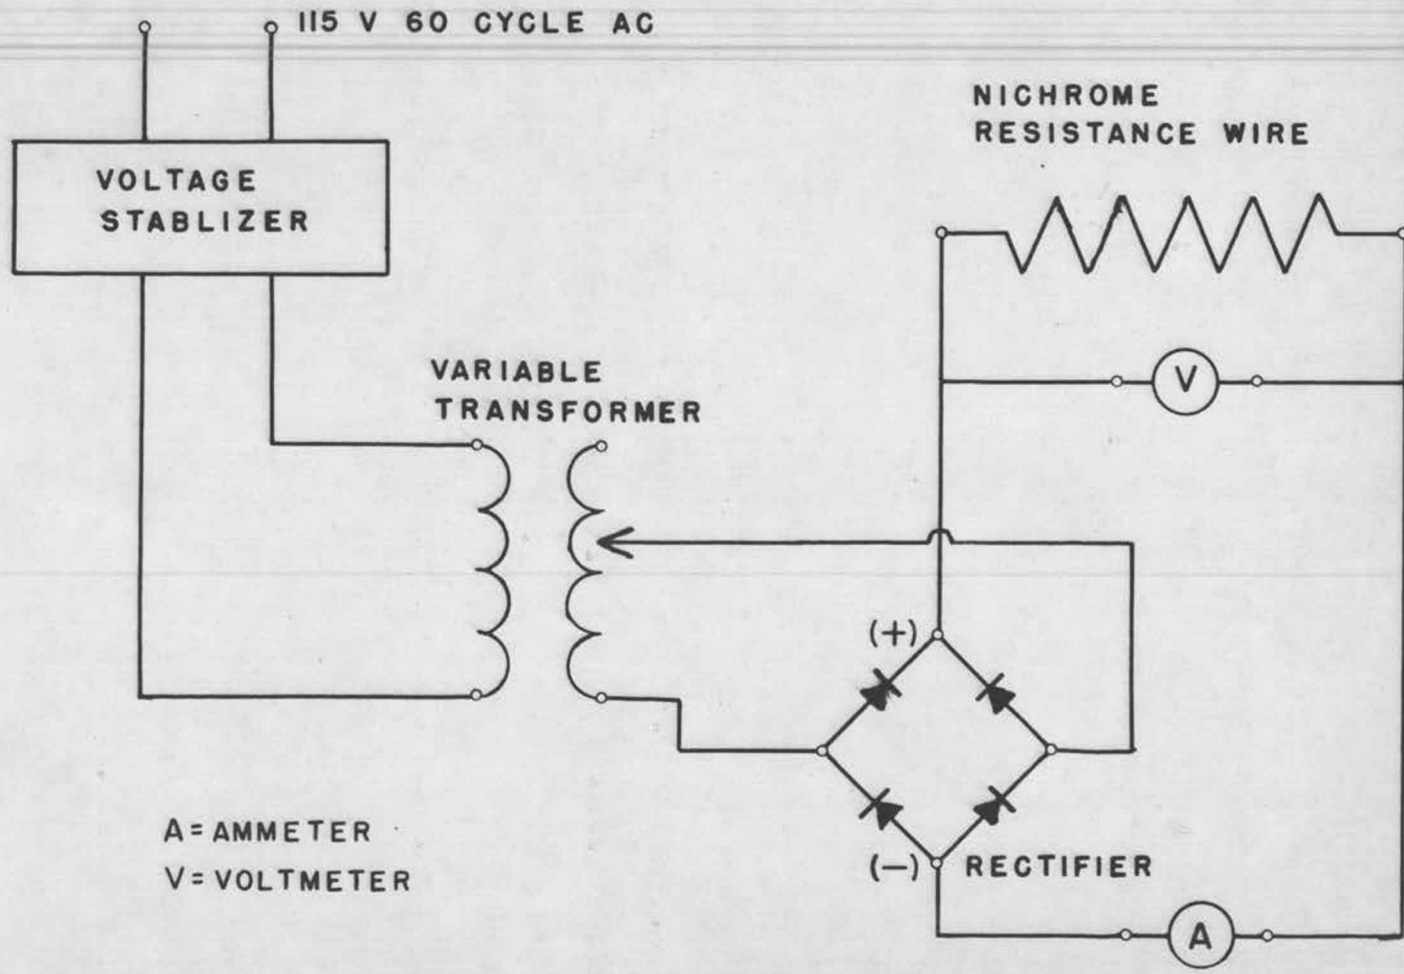 115 V 60 CYCLE AC
NICHROME
RESISTANCE WIRE
VOLTAGE
STABLIZER
VARIABLE
TRANSFORMER
V
(+)
(−)
RECTIFIER
A=AMMETER
V=VOLTMETER
A